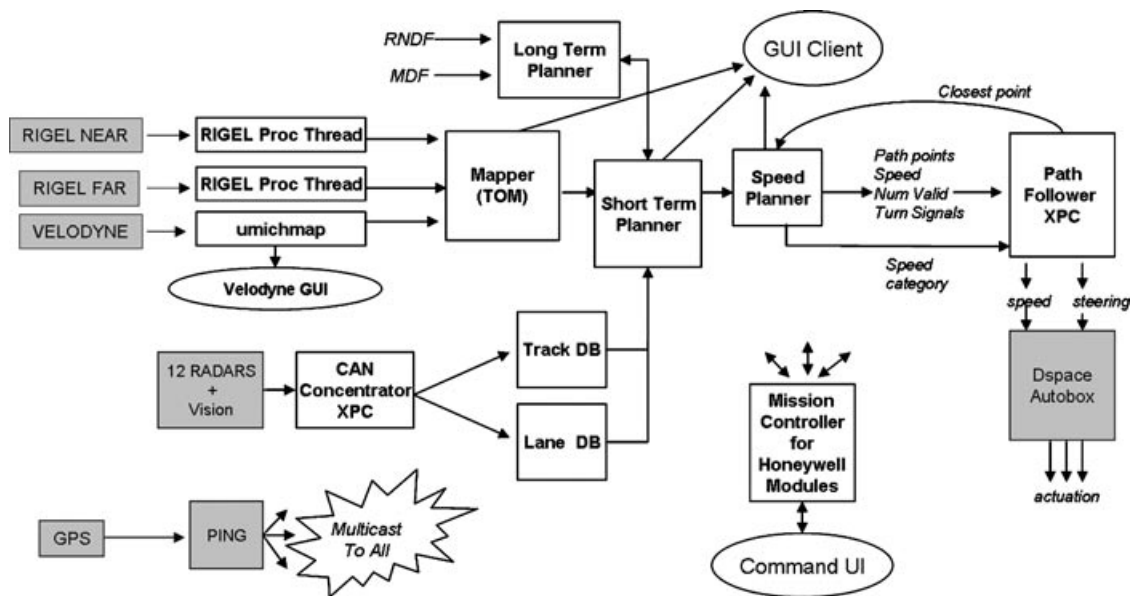 RNDF
MDF
Long Term
Planner
GUI Client
Closest point
RIGEL NEAR
RIGEL Proc Thread
RIGEL FAR
RIGEL Proc Thread
VELODYNE
umichmap
Velodyne GUI
Mapper
(TOM)
Short Term
Planner
Speed
Planner
Path points
Speed
Num Valid
Turn Signals
Path
Follower
XPC
Speed
category
speed
steering
Dspace
Autobox
actuation
12 RADARS
+
Vision
CAN
Concentrator
XPC
Track DB
Lane DB
Mission
Controller
for
Honeywell
Modules
Command UI
GPS
PING
Multicast
To All